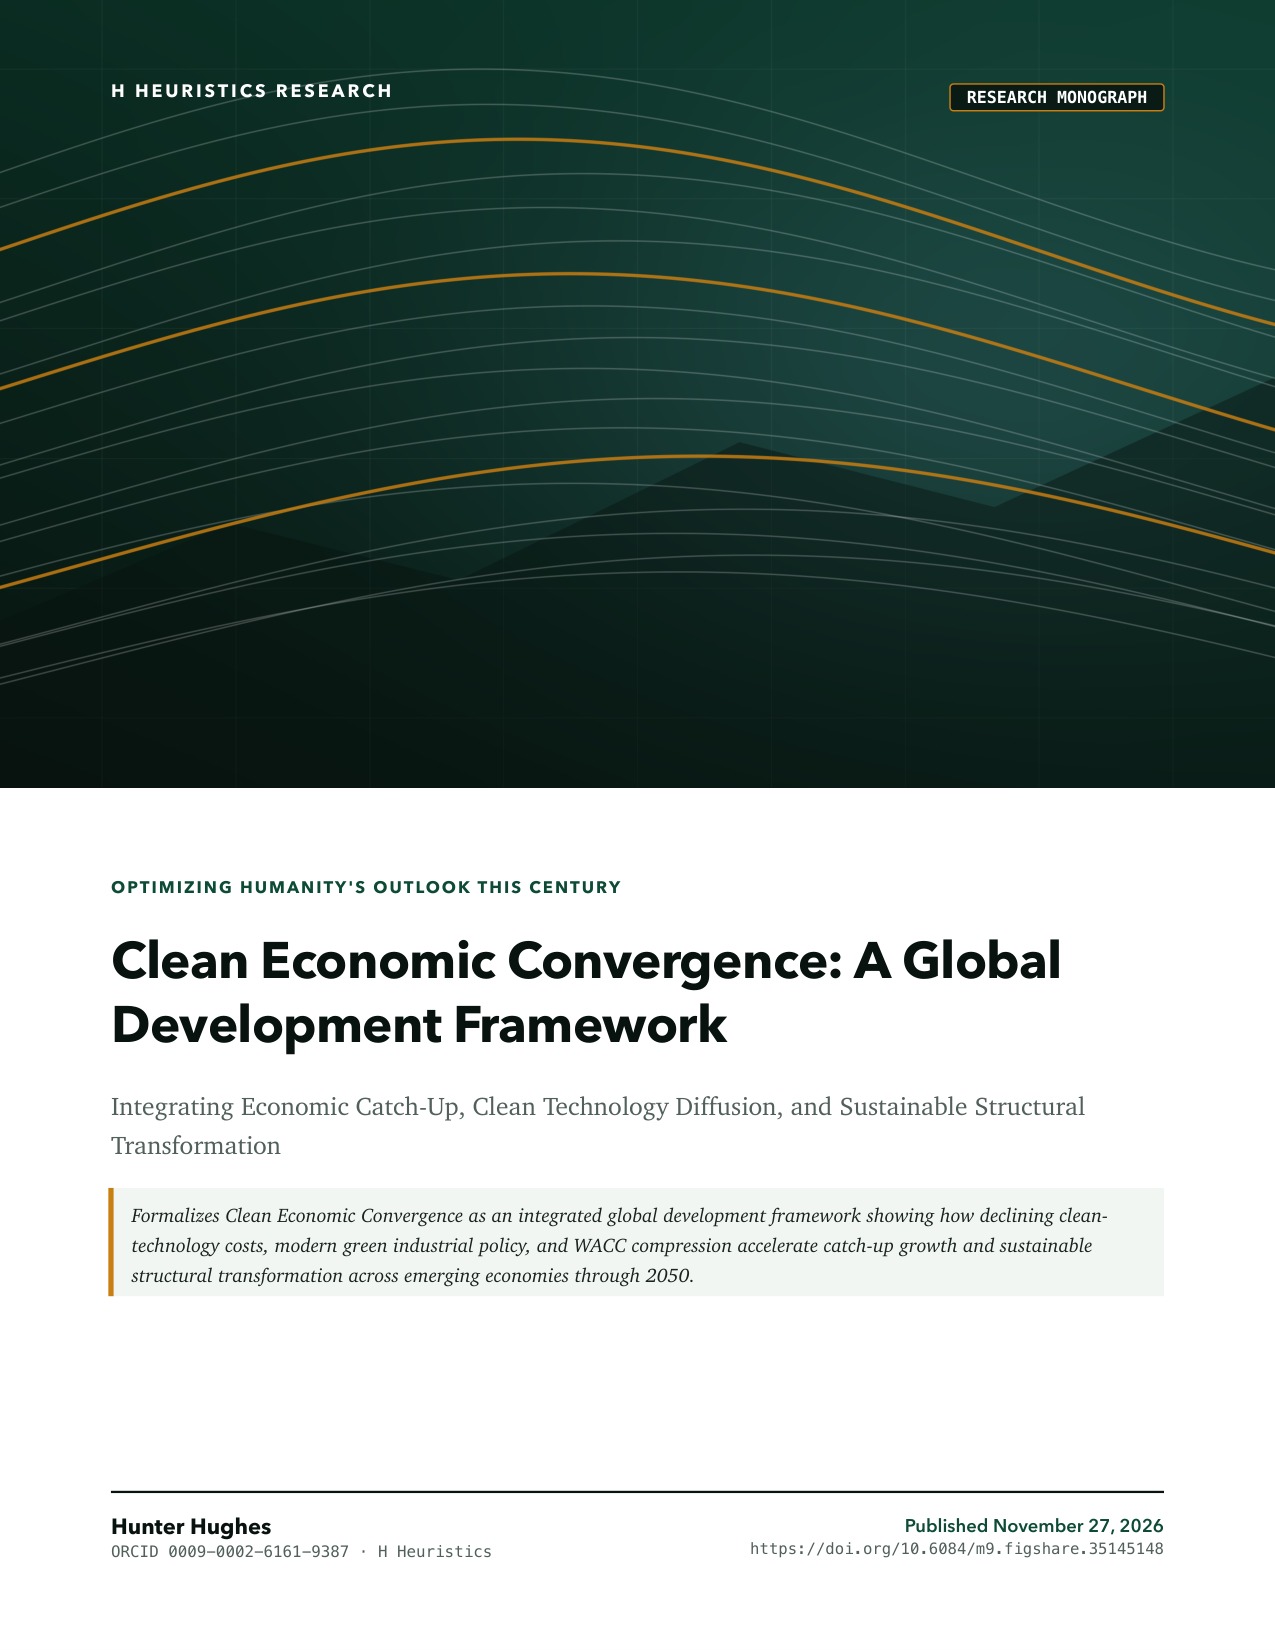 H HEURISTICS RESEARCH
RESEARCH MONOGRAPH
OPTIMIZING HUMANITY'S OUTLOOK THIS CENTURY
Clean Economic Convergence: A Global
Development Framework
Integrating Economic Catch-Up, Clean Technology Diffusion, and Sustainable Structural
Transformation
Formalizes Clean Economic Convergence as an integrated global development framework showing how declining clean-
technology costs, modern green industrial policy, and WACC compression accelerate catch-up growth and sustainable
structural transformation across emerging economies through 2050.
Hunter Hughes
ORCID 0009-0002-6161-9387 · H Heuristics
Published November 27, 2026
https://doi.org/10.6084/m9.figshare.35145148